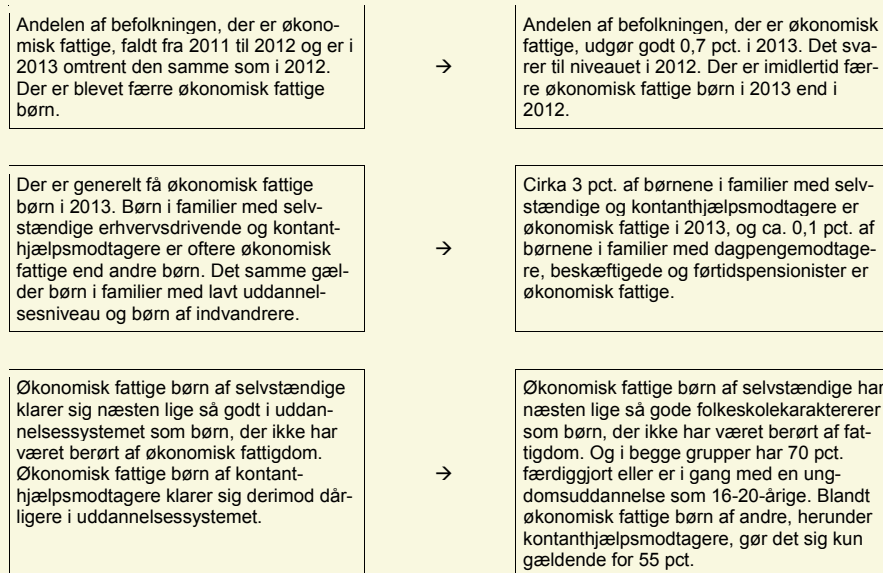 Andelen af befolkningen, der er økono-
misk fattige, faldt fra 2011 til 2012 og er i
2013 omtrent den samme som i 2012.
Der er blevet færre økonomisk fattige
børn.
→
Andelen af befolkningen, der er økonomisk
fattige, udgør godt 0,7 pct. i 2013. Det sva-
rer til niveauet i 2012. Der er imidlertid fær-
re økonomisk fattige børn i 2013 end i
2012.
Der er generelt få økonomisk fattige
børn i 2013. Børn i familier med selv-
stændige erhvervsdrivende og kontant-
hjælpsmodtagere er oftere økonomisk
fattige end andre børn. Det samme gæl-
der børn i familier med lavt uddannel-
sesniveau og børn af indvandrere.
→
Cirka 3 pct. af børnene i familier med selv-
stændige og kontanthjælpsmodtagere er
økonomisk fattige i 2013, og ca. 0,1 pct. af
børnene i familier med dagpengemodtage-
re, beskæftigede og førtidspensionister er
økonomisk fattige.
Økonomisk fattige børn af selvstændige
klarer sig næsten lige så godt i uddan-
nelsessystemet som børn, der ikke har
været berørt af økonomisk fattigdom.
Økonomisk fattige børn af kontant-
hjælpsmodtagere klarer sig derimod dår-
ligere i uddannelsessystemet.
→
Økonomisk fattige børn af selvstændige har
næsten lige så gode folkeskolekaraktererer
som børn, der ikke har været berørt af fat-
tigdom. Og i begge grupper har 70 pct.
færdiggjort eller er i gang med en ung-
domsuddannelse som 16-20-årige. Blandt
økonomisk fattige børn af andre, herunder
kontanthjælpsmodtagere, gør det sig kun
gældende for 55 pct.